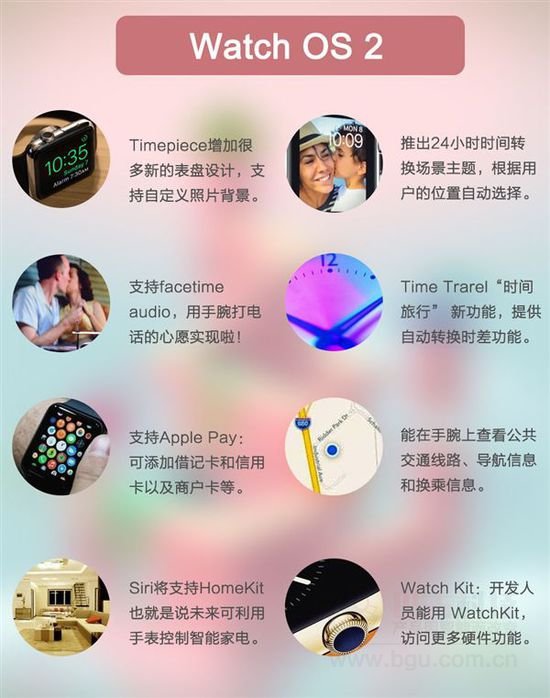 Watch OS 2
10:35
Sunday 7
Alarm 7:30AM
Timepiece增加很
多新的表盘设计，支
持自定义照片背景。
MON 8
10:09
推出24小时时间转
换场景主题，根据用
户的位置自动选择。
支持facetime
audio，用手腕打电
话的心愿实现啦！
12
Time Trarel“时间
旅行” 新功能，提供
自动转换时差功能。
支持Apple Pay：
可添加借记卡和信用
卡以及商户卡等。
880
Ridder Park Dr
能在手腕上查看公共
交通线路、导航信息
和换乘信息。
Siri将支持HomeKit
也就是说未来可利用
手表控制智能家电。
Watch Kit：开发人
员能用 WatchKit，
访问更多硬件功能。
www.bgu.com.cn